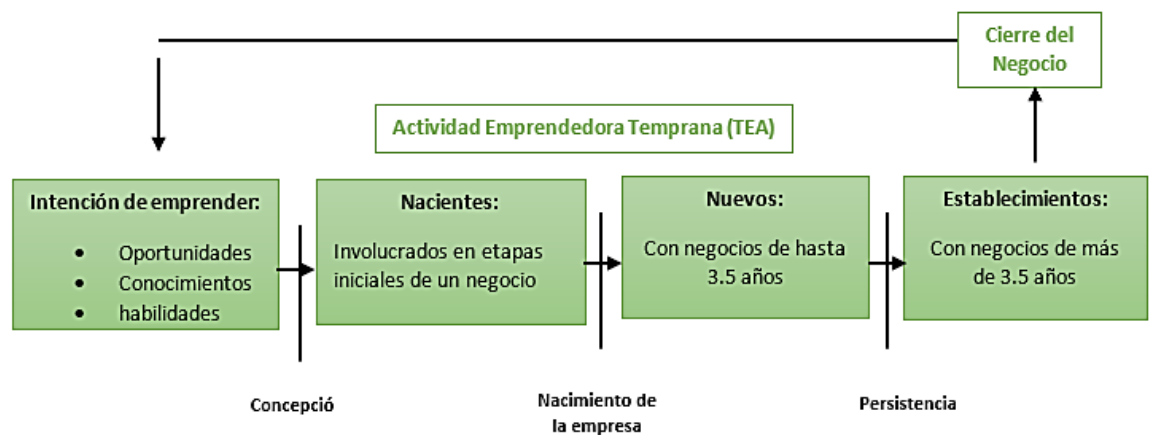 Cierre del
Negocio
Actividad Emprendedora Temprana (TEA)
Intención de emprender:
• Oportunidades
• Conocimientos
• habilidades
Nacientes:
Involucrados en etapas
iniciales de un negocio
Nuevos:
Con negocios de hasta
3.5 años
Establecimientos:
Con negocios de más
de 3.5 años
Concepció
Nacimiento de
la empresa
Persistencia